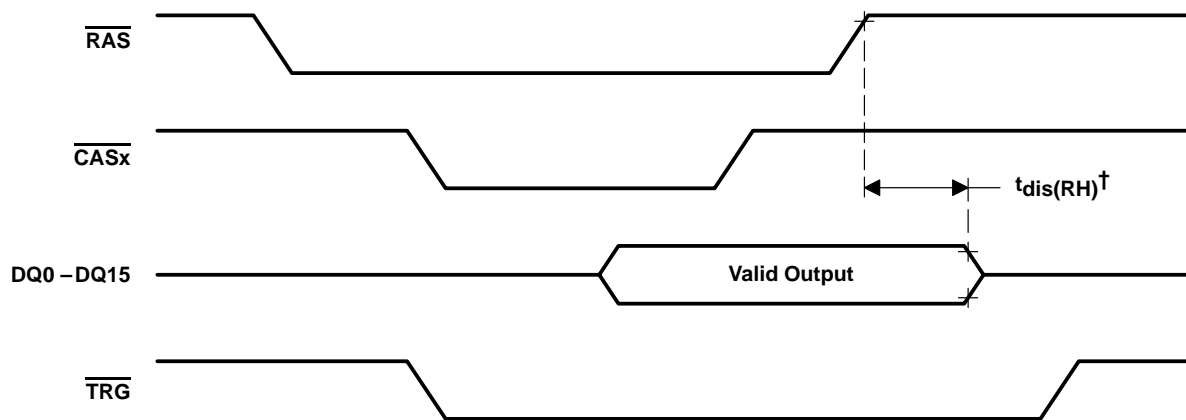 RAS
CASx
tdis(RH)†
DQ0 – DQ15
Valid Output
TRG